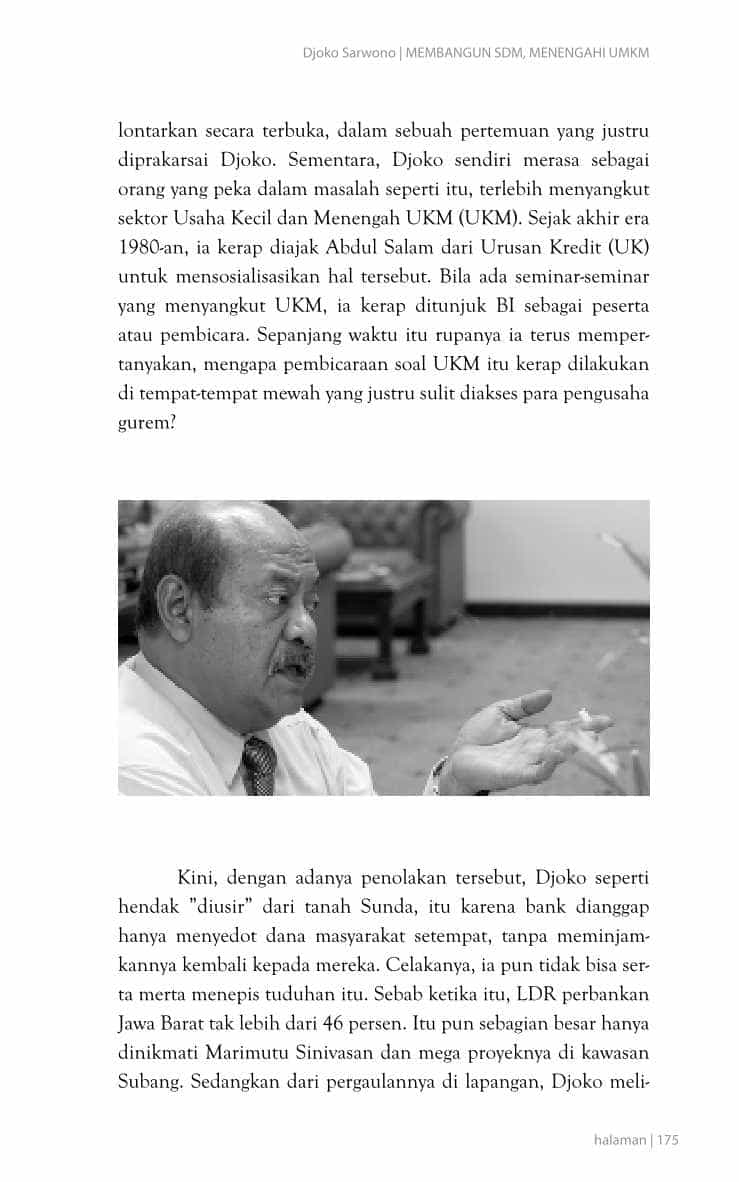 Djoko Sarwono | MEMBANGUN SDM, MENENGAHI UMKM
lontarkan secara terbuka, dalam sebuah pertemuan yang justru
diprakarsai Djoko. Sementara, Djoko sendiri merasa sebagai
orang yang peka dalam masalah seperti itu, terlebih menyangkut
sektor Usaha Kecil dan Menengah UKM (UKM). Sejak akhir era
1980-an, ia kerap diajak Abdul Salam dari Urusan Kredit (UK)
untuk mensosialisasikan hal tersebut. Bila ada seminar-seminar
yang menyangkut UKM, ia kerap ditunjuk BI sebagai peserta
atau pembicara. Sepanjang waktu itu rupanya ia terus memper-
tanyakan, mengapa pembicaraan soal UKM itu kerap dilakukan
di tempat-tempat mewah yang justru sulit diakses para pengusaha
gurem?
Kini, dengan adanya penolakan tersebut, Djoko seperti
hendak ”diusir” dari tanah Sunda, itu karena bank dianggap
hanya menyedot dana masyarakat setempat, tanpa meminjam-
kannya kembali kepada mereka. Celakanya, ia pun tidak bisa ser-
ta merta menepis tuduhan itu. Sebab ketika itu, LDR perbankan
Jawa Barat tak lebih dari 46 persen. Itu pun sebagian besar hanya
dinikmati Marimutu Sinivasan dan mega proyeknya di kawasan
Subang. Sedangkan dari pergaulannya di lapangan, Djoko meli-
halaman | 175